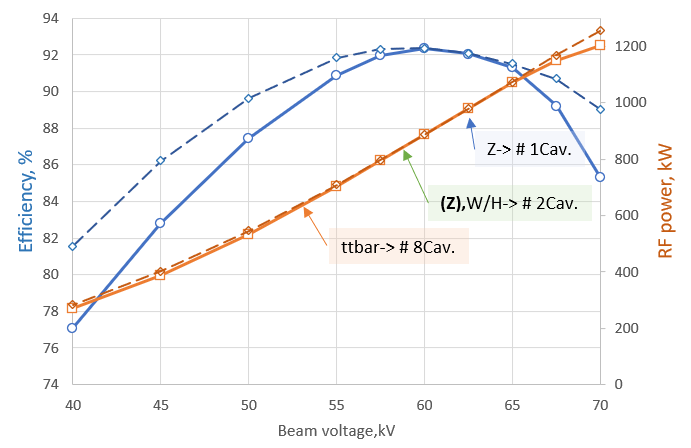 94
92
90
88
86
84
82
80
78
76
74
Efficiency, %
1200
1000
800
600
400
200
0
RF power, kW
Z-> # 1Cav.
(Z),W/H-> # 2Cav.
ttbar-> # 8Cav.
40 45 50 55 60 65 70
Beam voltage,kV